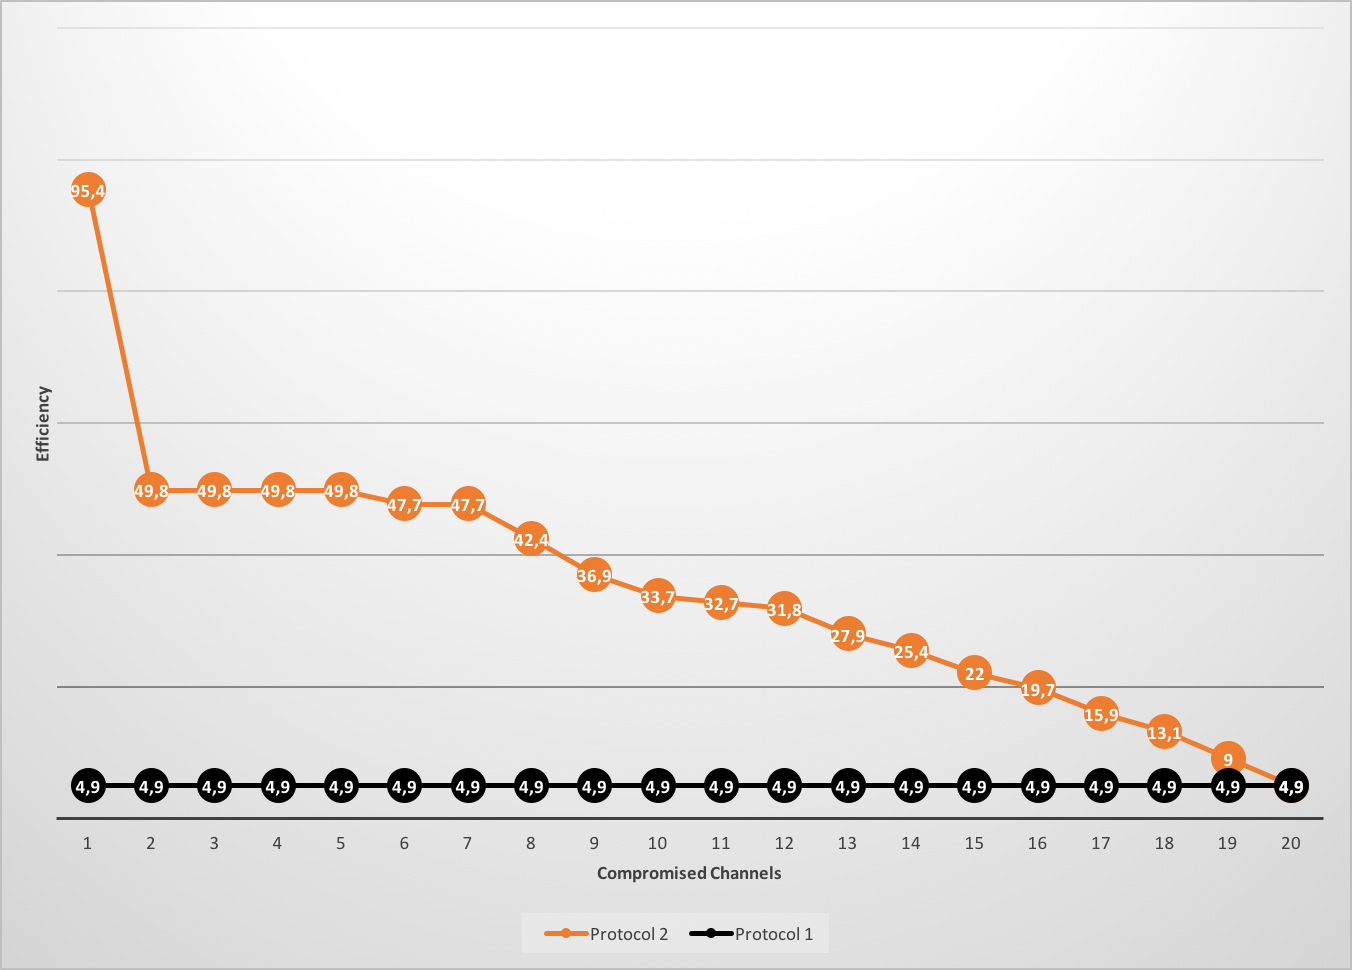 95,4
49,8 49,8 49,8 49,8 47,7 47,7 42,4 36,9 33,7 32,7 31,8 27,9 25,4 22 19,7 15,9 13,1 9
4,9 4,9 4,9 4,9 4,9 4,9 4,9 4,9 4,9 4,9 4,9 4,9 4,9 4,9 4,9 4,9 4,9 4,9 4,9 4,9
Efficiency
1 2 3 4 5 6 7 8 9 10 11 12 13 14 15 16 17 18 19 20
Compromised Channels
Protocol 2 Protocol 1